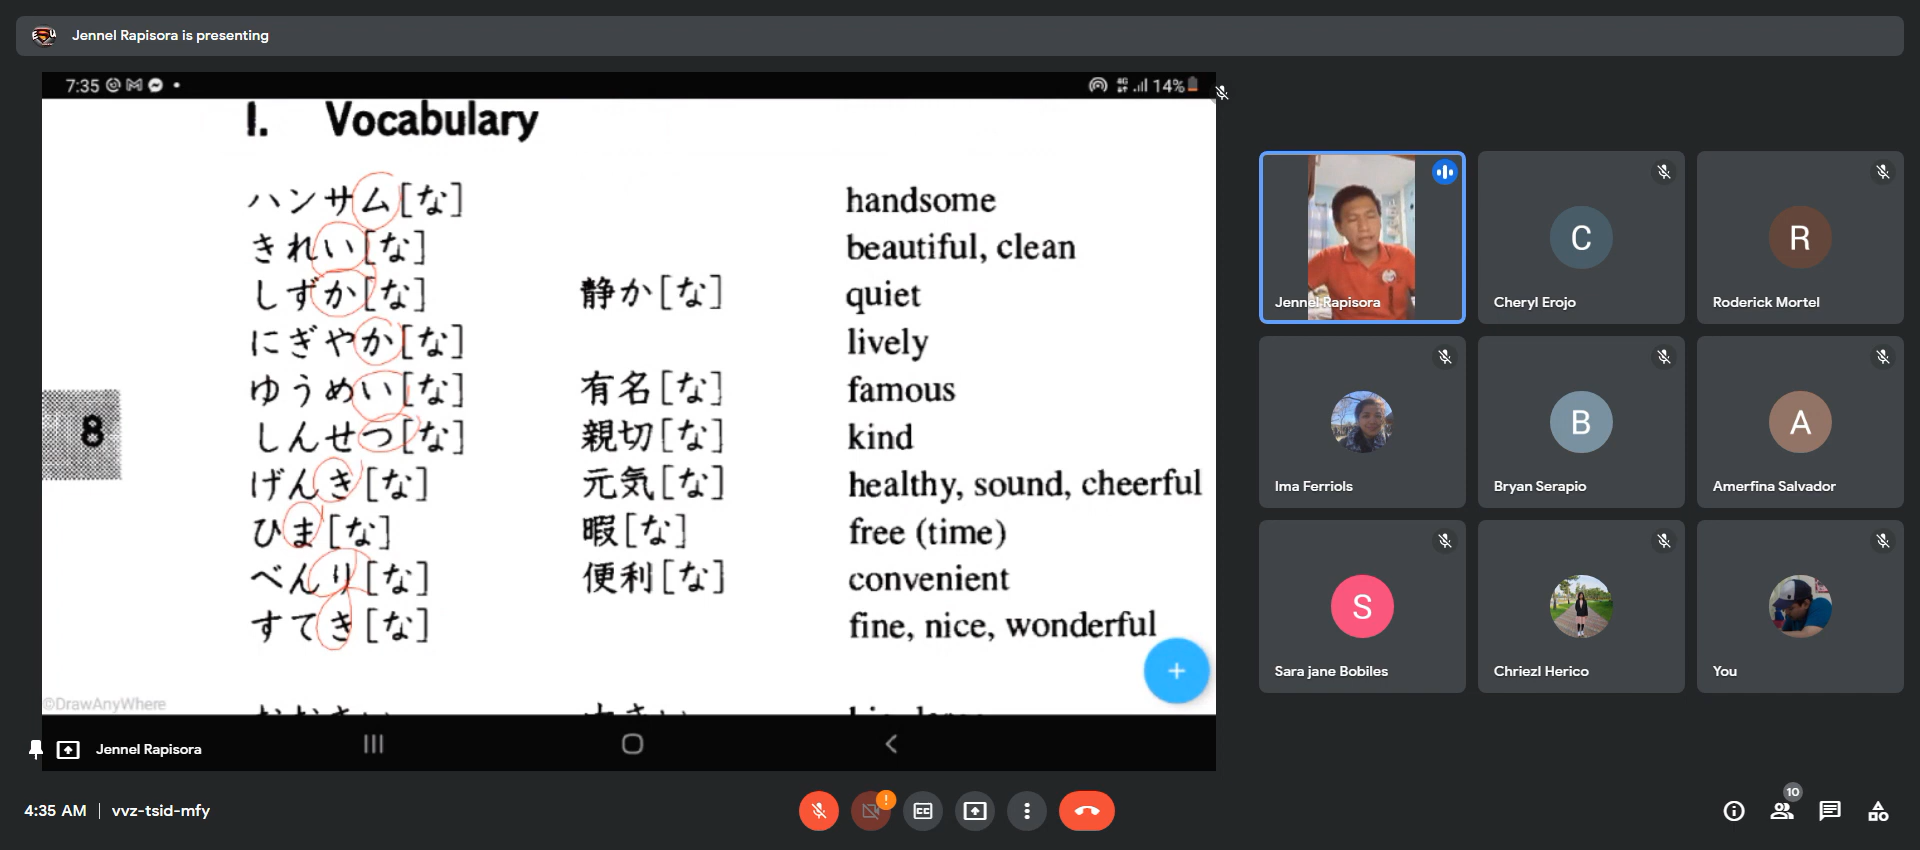 Jennel Rapisora is presenting
7:35
4G
14%
I. Vocabulary
ハンサム[な] handsome
きれい[な] beautiful, clean
しずか[な] 静か[な] quiet
にぎやか[な] lively
ゆうめい[な] 有名[な] famous
しんせつ[な] 親切[な] kind
げんき[な] 元気[な] healthy, sound, cheerful
ひま[な] 暇[な] free (time)
べんり[な] 便利[な] convenient
すてき[な] fine, nice, wonderful
8
©DrawAnyWhere
Jennel Rapisora
Jennel Rapisora
C
Cheryl Erojo
R
Roderick Mortel
Ima Ferriols
B
Bryan Serapio
A
Amerfina Salvador
S
Sara jane Bobiles
Chriezl Herico
You
4:35 AM | vvz-tsid-mfy
!
CC
10